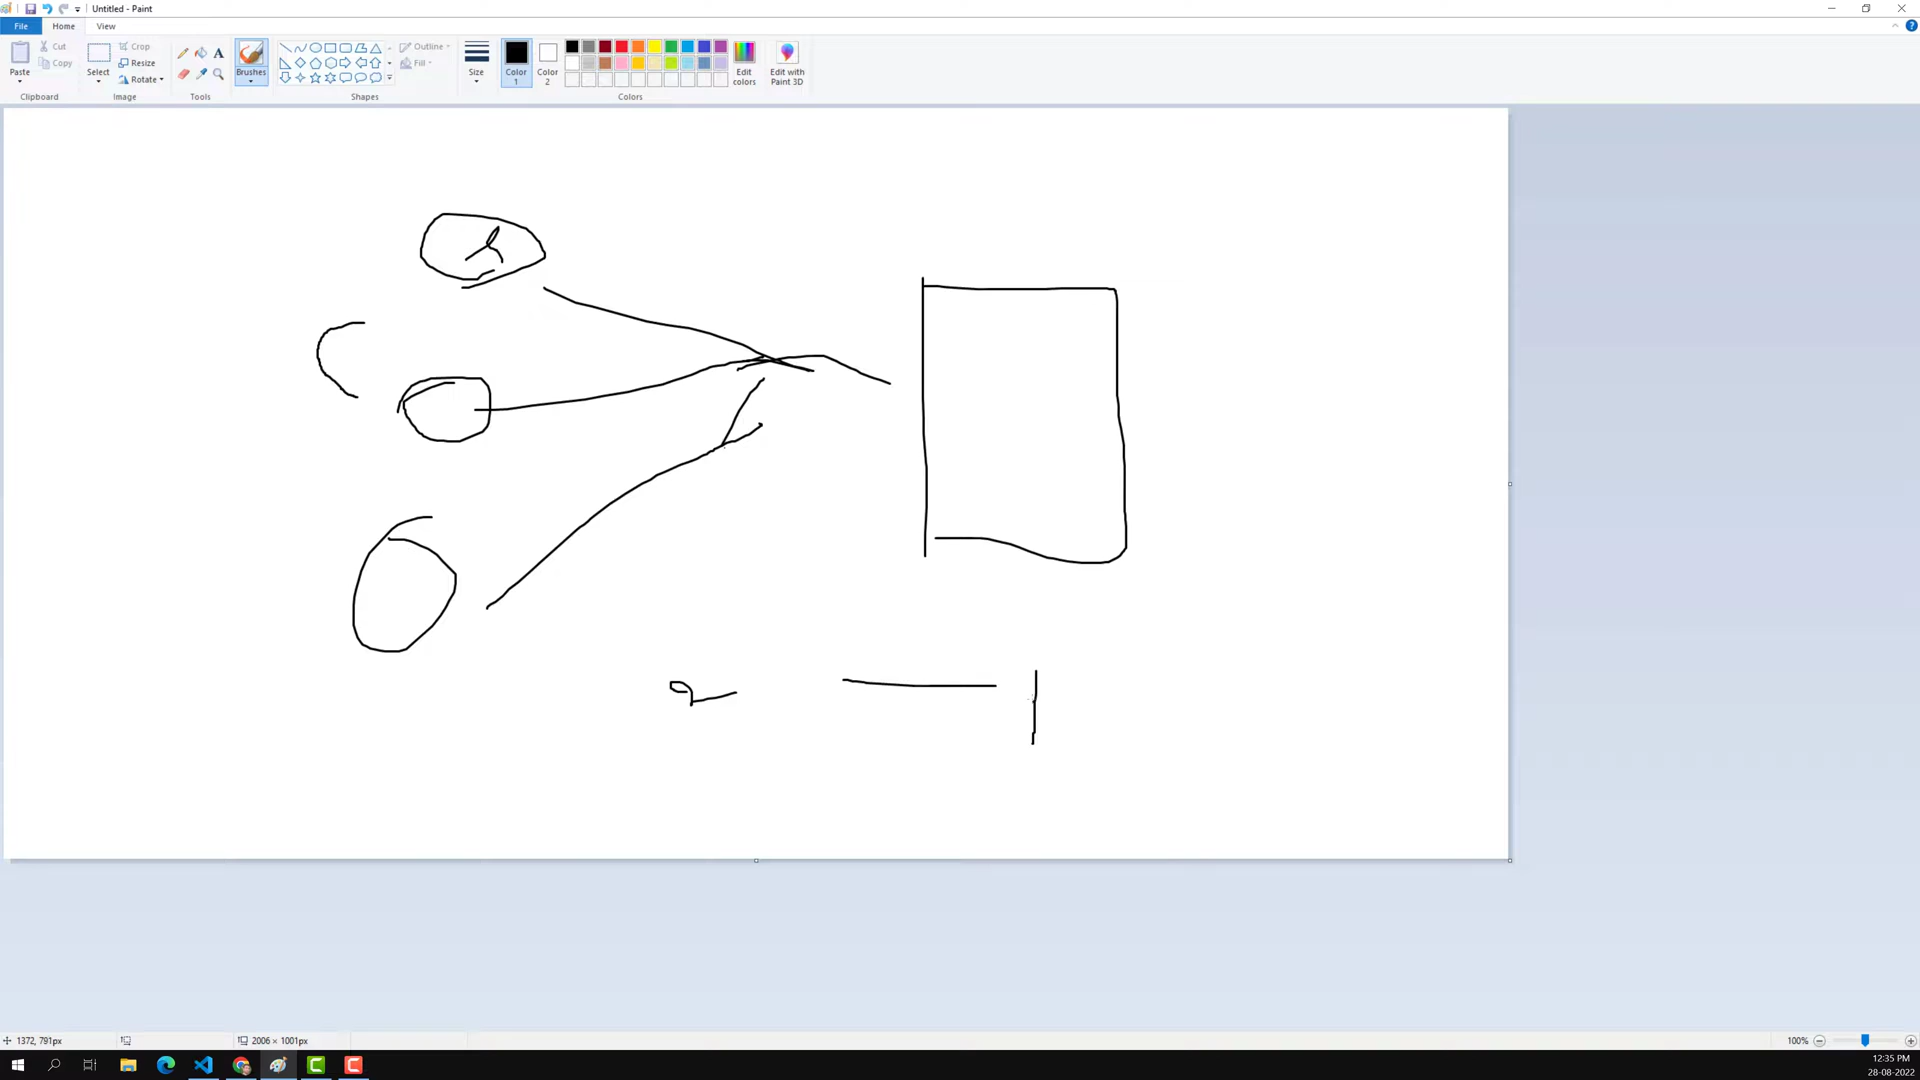 Untitled - Paint
File Home View
Paste
Cut
Copy
Clipboard
Select
Crop
Resize
Rotate
Image
A
Tools
Brushes
Outline
Fill
Shapes
Size
Color 1
Color 2
Edit colors
Edit with Paint 3D
Colors
1372, 791px
2006 × 1001px
100%
12:35 PM
28-08-2022